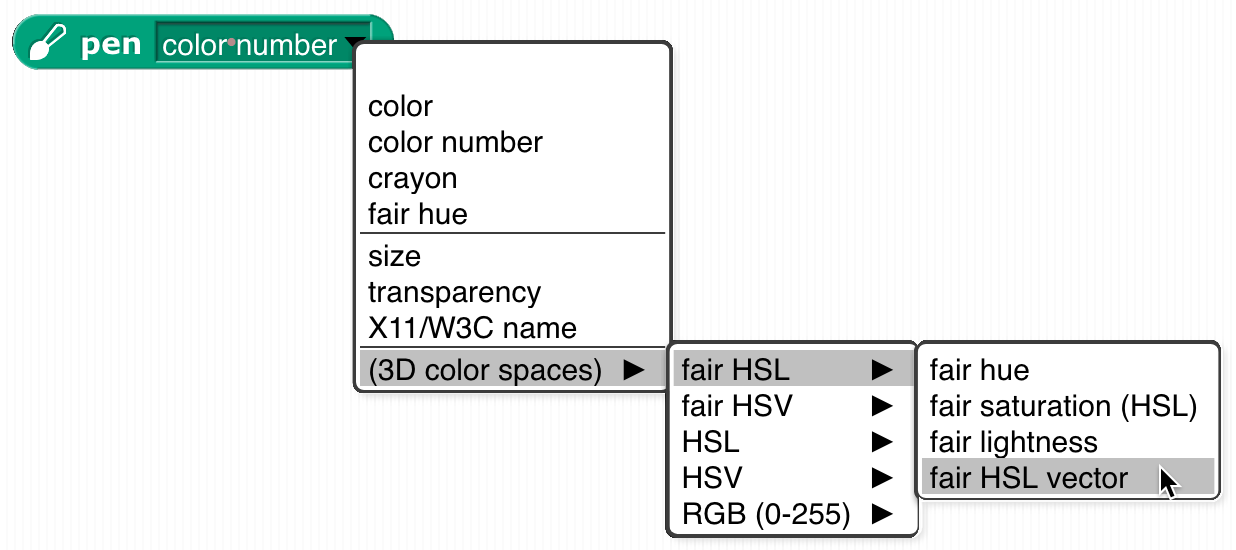 pen color number
color
color number
crayon
fair hue
size
transparency
X11/W3C name
(3D color spaces)
fair HSL
fair HSV
HSL
HSV
RGB (0-255)
fair hue
fair saturation (HSL)
fair lightness
fair HSL vector